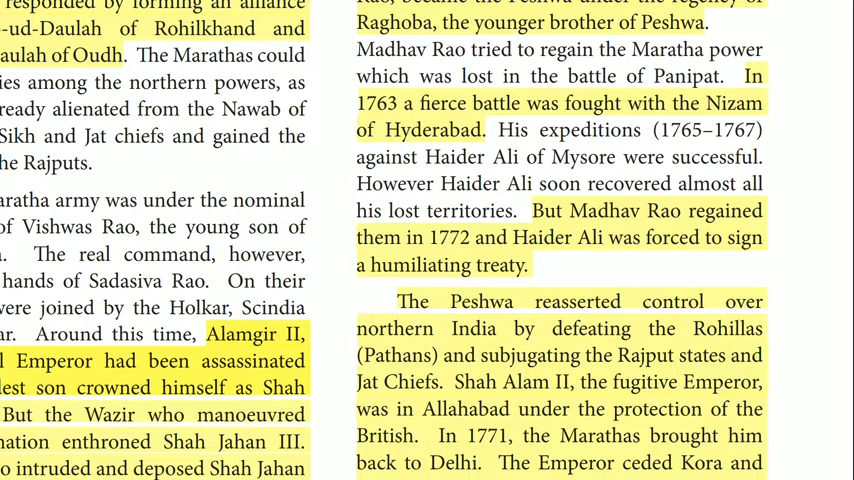 responded by forming an alliance
-ud-Daulah of Rohilkhand and
aulah of Oudh. The Marathas could
ies among the northern powers, as
ready alienated from the Nawab of
Sikh and Jat chiefs and gained the
he Rajputs.
aratha army was under the nominal
of Vishwas Rao, the young son of
The real command, however,
hands of Sadasiva Rao. On their
were joined by the Holkar, Scindia
ar. Around this time, Alamgir II,
l Emperor had been assassinated
dest son crowned himself as Shah
But the Wazir who manoeuvred
nation enthroned Shah Jahan III.
o intruded and deposed Shah Jahan
Rao, became the Peshwa under the regency of
Raghoba, the younger brother of Peshwa.
Madhav Rao tried to regain the Maratha power
which was lost in the battle of Panipat. In
1763 a fierce battle was fought with the Nizam
of Hyderabad. His expeditions (1765–1767)
against Haider Ali of Mysore were successful.
However Haider Ali soon recovered almost all
his lost territories. But Madhav Rao regained
them in 1772 and Haider Ali was forced to sign
a humiliating treaty.
The Peshwa reasserted control over
northern India by defeating the Rohillas
(Pathans) and subjugating the Rajput states and
Jat Chiefs. Shah Alam II, the fugitive Emperor,
was in Allahabad under the protection of the
British. In 1771, the Marathas brought him
back to Delhi. The Emperor ceded Kora and